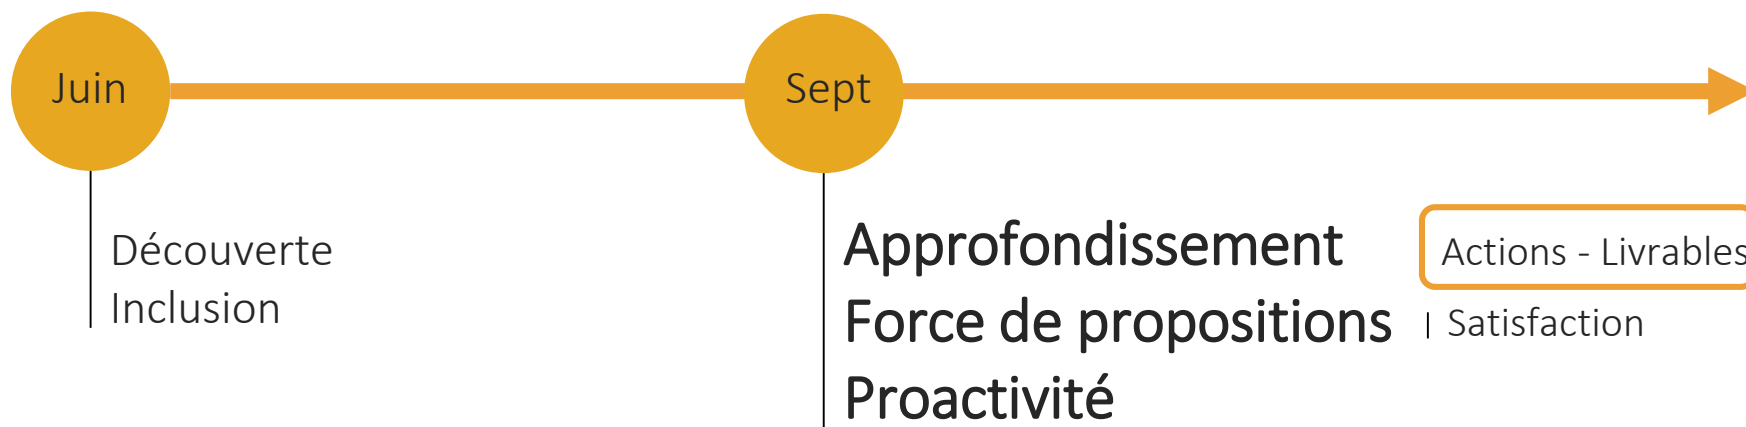 Juin
Sept
Découverte
Inclusion
Approfondissement
Force de propositions
Proactivité
Actions - Livrables
Satisfaction